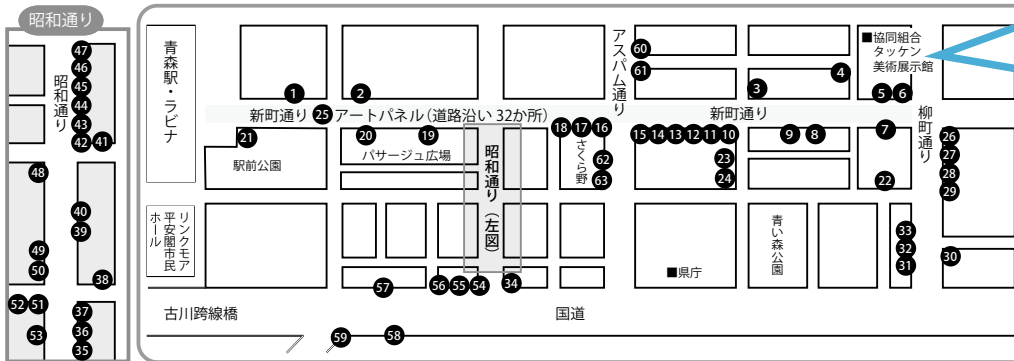 昭和通り
47
46
45
昭和通り
44
43
42
41
48
40
39
49
50
38
52
51
37
36
53
35
青森駅・ラビナ
アスパム通り
60
61
■協同組合
タッケン
美術展示館
1
2
3
4
5
6
新町通り
25
アートパネル（道路沿い 32か所）
新町通り
柳町通り
21
20
19
18
17
16
15
14
13
12
11
10
9
8
7
26
駅前公園
パサージュ広場
昭和通り（左図）
さくら野
62
63
23
24
22
27
28
29
リンクモア
平安閣市民
ホール
■県庁
青い森公園
33
32
31
30
57
56
55
54
34
古川跨線橋
国道
59
58